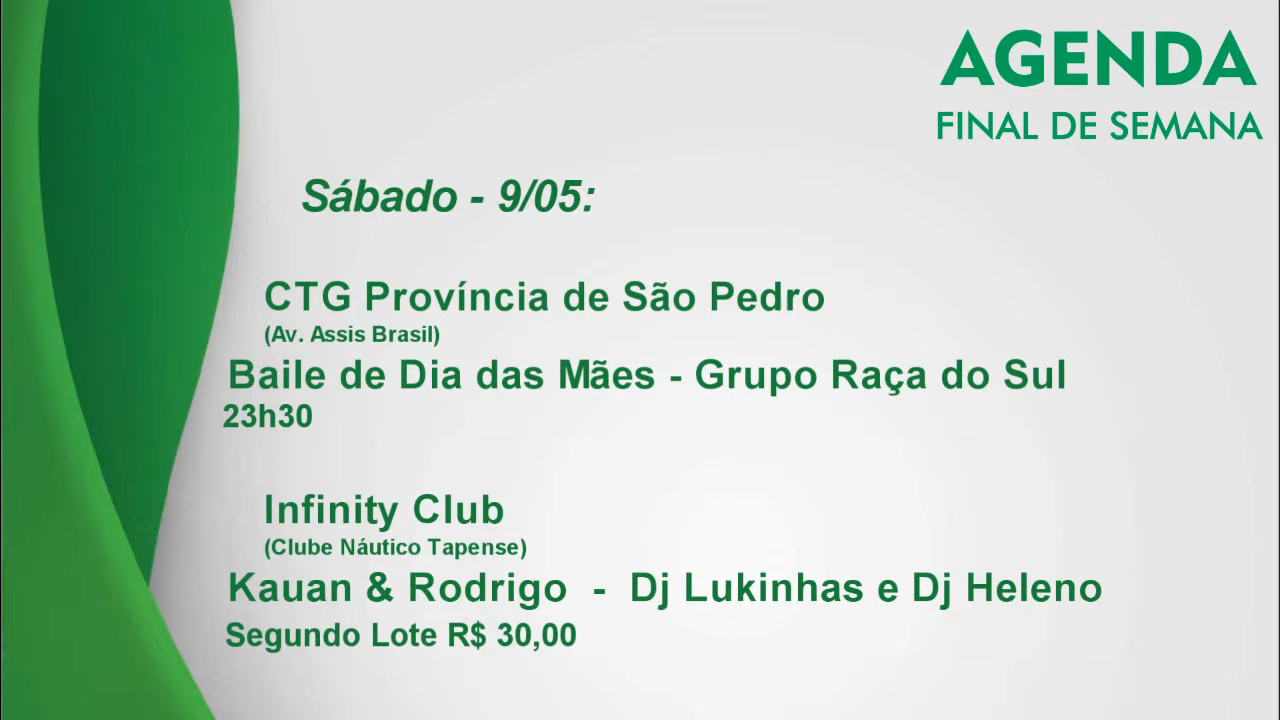 AGENDA
FINAL DE SEMANA
Sábado - 9/05:
CTG Província de São Pedro
(Av. Assis Brasil)
Baile de Dia das Mães - Grupo Raça do Sul
23h30
Infinity Club
(Clube Náutico Tapense)
Kauan & Rodrigo - Dj Lukinhas e Dj Heleno
Segundo Lote R$ 30,00